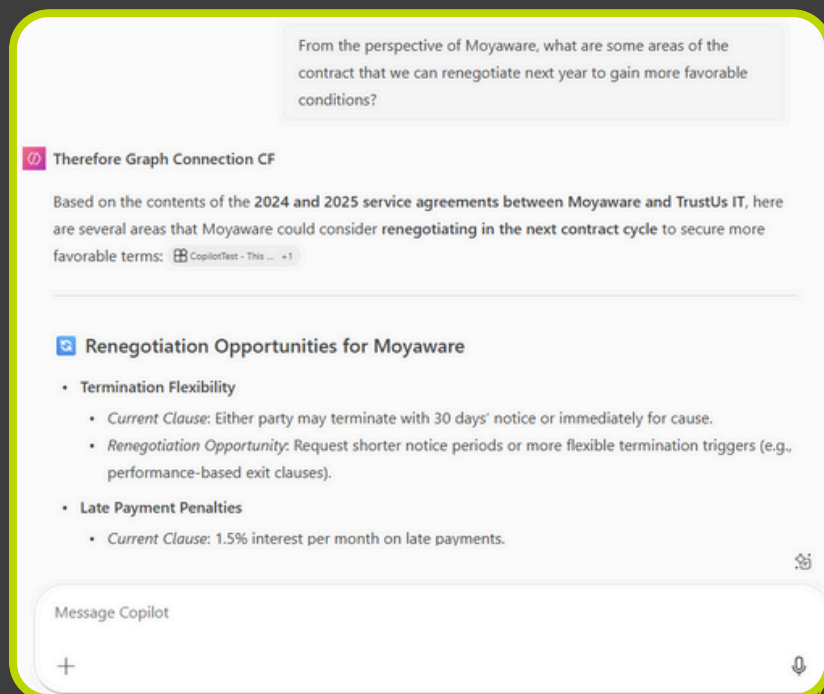 From the perspective of Moyaware, what are some areas of the
contract that we can renegotiate next year to gain more favorable
conditions?
Therefore Graph Connection CF
Based on the contents of the 2024 and 2025 service agreements between Moyaware and TrustUs IT, here
are several areas that Moyaware could consider renegotiating in the next contract cycle to secure more
favorable terms: CopilotTest - This ... +1
Renegotiation Opportunities for Moyaware
• Termination Flexibility
• Current Clause: Either party may terminate with 30 days' notice or immediately for cause.
• Renegotiation Opportunity: Request shorter notice periods or more flexible termination triggers (e.g.,
performance-based exit clauses).
• Late Payment Penalties
• Current Clause: 1.5% interest per month on late payments.
Message Copilot